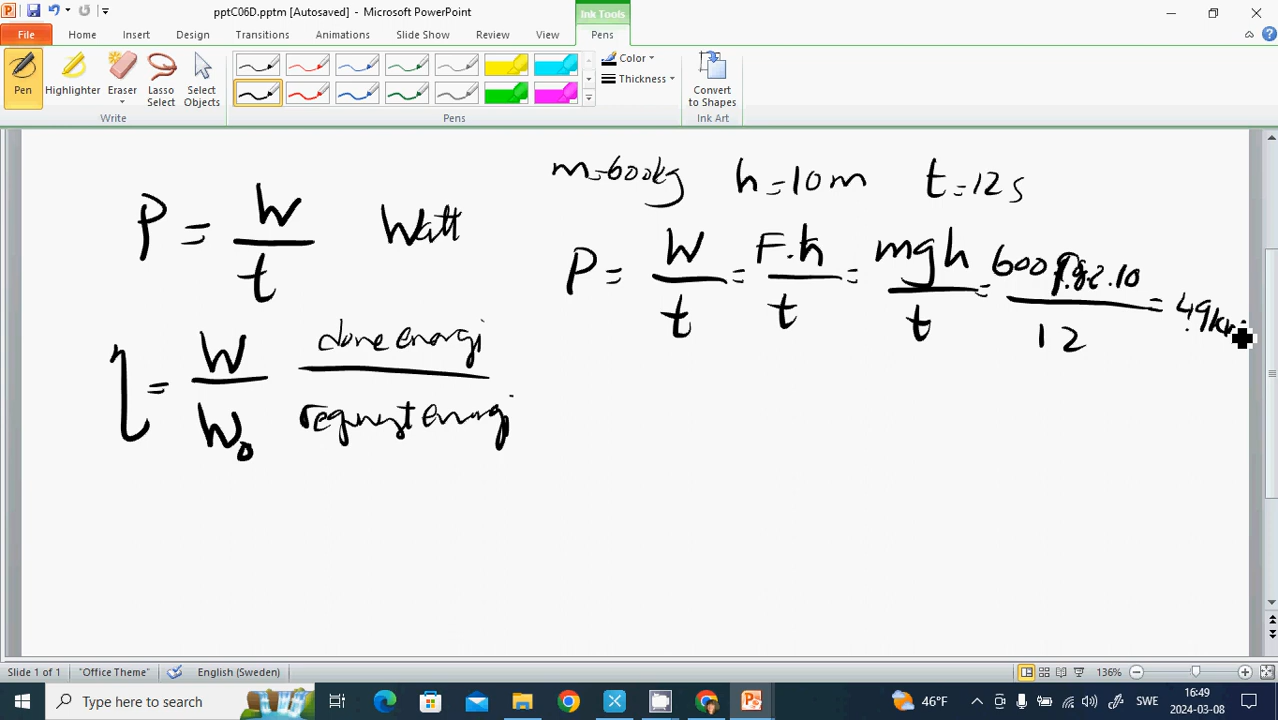 pptC06D.pptm [Autosaved] - Microsoft PowerPoint
Ink Tools
File Home Insert Design Transitions Animations Slide Show Review View Pens
Pen Highlighter Eraser Lasso Select Select Objects
Color
Thickness
Convert to Shapes
Write Pens Ink Art
m=600kg h=10m t=12s
P = W/t Watt
P = W/t = F.h/t = mgh/t = 600.9.82.10/12 = 4.9k
η = W/W0 done energi/request energi
Slide 1 of 1 "Office Theme" English (Sweden) 136%
Type here to search 46°F SWE 16:49
2024-03-08